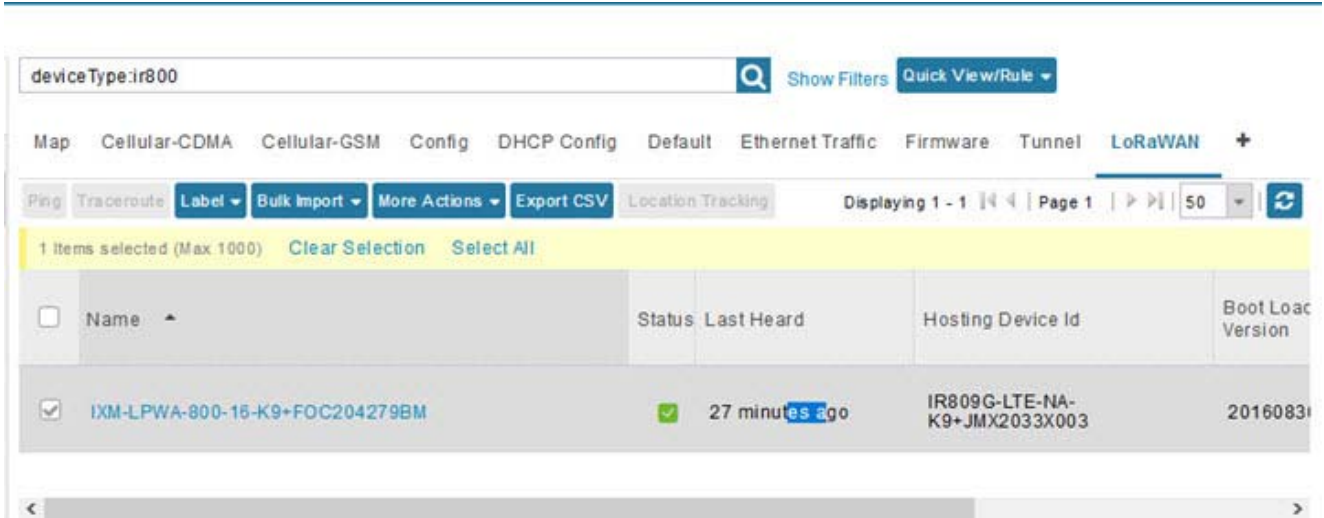 deviceType:ir800 Show Filters Quick View/Rule
Map Cellular-CDMA Cellular-GSM Config DHCP Config Default Ethernet Traffic Firmware Tunnel LoRaWAN +
Ping Traceroute Label Bulk Import More Actions Export CSV Location Tracking Displaying 1 - 1 Page 1 50
1 Items selected (Max 1000) Clear Selection Select All
Name Status Last Heard Hosting Device Id Boot Load
Version
IXM-LPWA-800-16-K9+FOC204279BM 27 minutes ago IR809G-LTE-NA-
K9+JMX2033X003 2016083